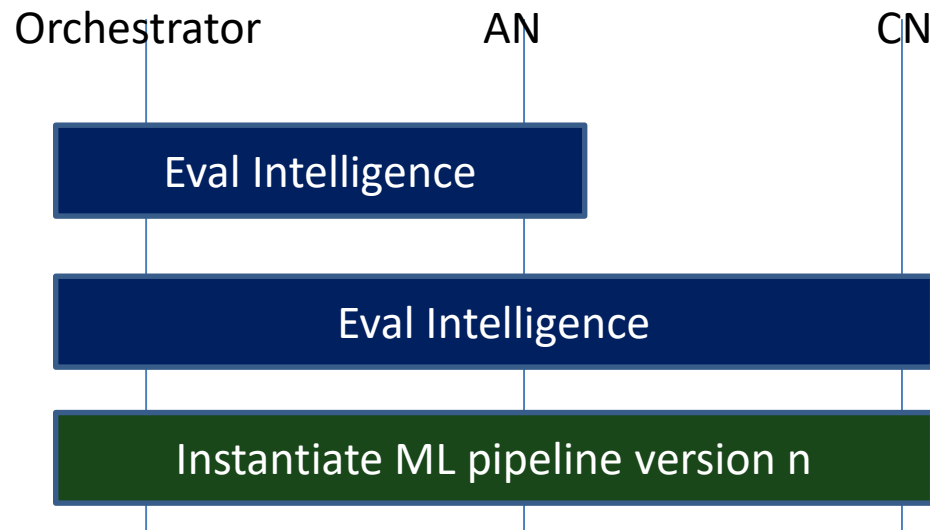 Orchestrator AN CN
Eval Intelligence
Eval Intelligence
Instantiate ML pipeline version n